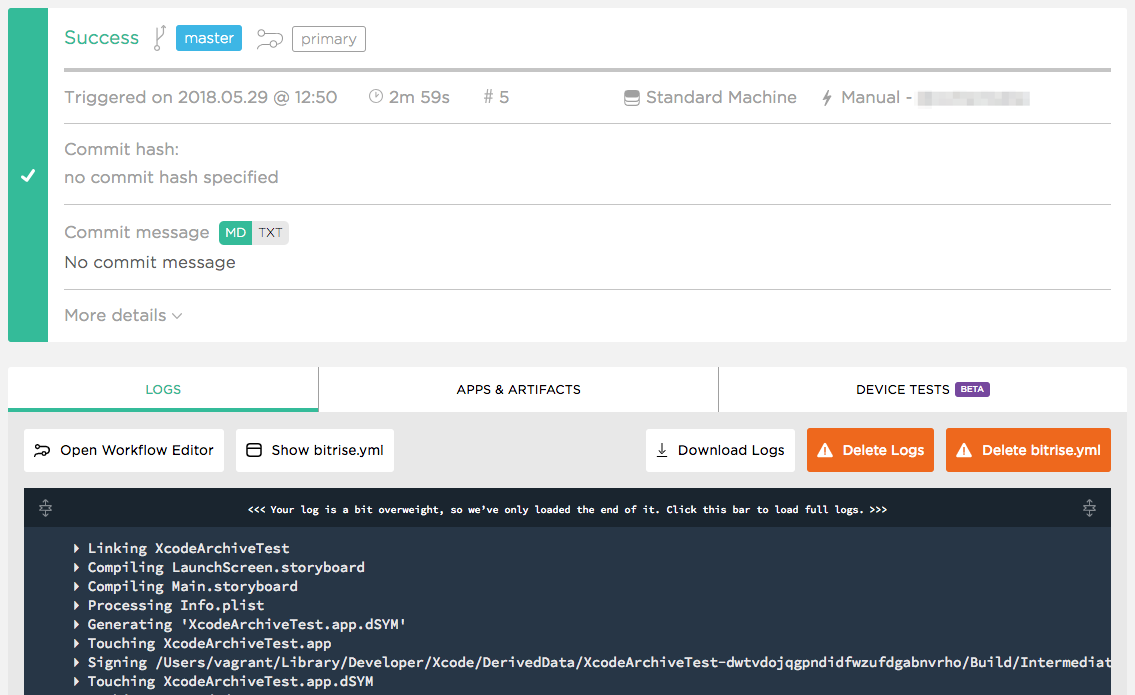 Success master primary
Triggered on 2018.05.29 @ 12:50 2m 59s # 5 Standard Machine Manual -
Commit hash:
no commit hash specified
Commit message MD TXT
No commit message
More details
LOGS APPS & ARTIFACTS DEVICE TESTS BETA
Open Workflow Editor Show bitrise.yml Download Logs Delete Logs Delete bitrise.yml
<<< Your log is a bit overweight, so we've only loaded the end of it. Click this bar to load full logs. >>>
Linking XcodeArchiveTest
Compiling LaunchScreen.storyboard
Compiling Main.storyboard
Processing Info.plist
Generating 'XcodeArchiveTest.app.dSYM'
Touching XcodeArchiveTest.app
Signing /Users/vagrant/Library/Developer/Xcode/DerivedData/XcodeArchiveTest-dwtvdojqgpndidfwzufdgabnvrho/Build/Intermediat
Touching XcodeArchiveTest.app.dSYM